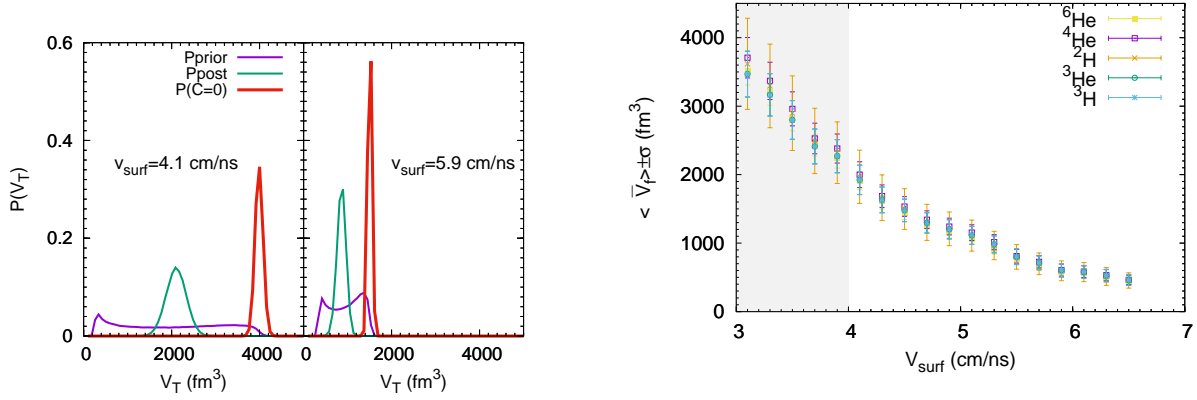 0.6
0.4
0.2
0
P(V_T)
Pprior
Ppost
P(C=0)
v_surf=4.1 cm/ns
v_surf=5.9 cm/ns
0 2000 4000 0 2000 4000
V_T (fm³) V_T (fm³)
4000
3000
2000
1000
0
< V̅_f>±σ (fm³)
⁶He
⁴He
²H
³He
³H
3 4 5 6 7
V_surf (cm/ns)